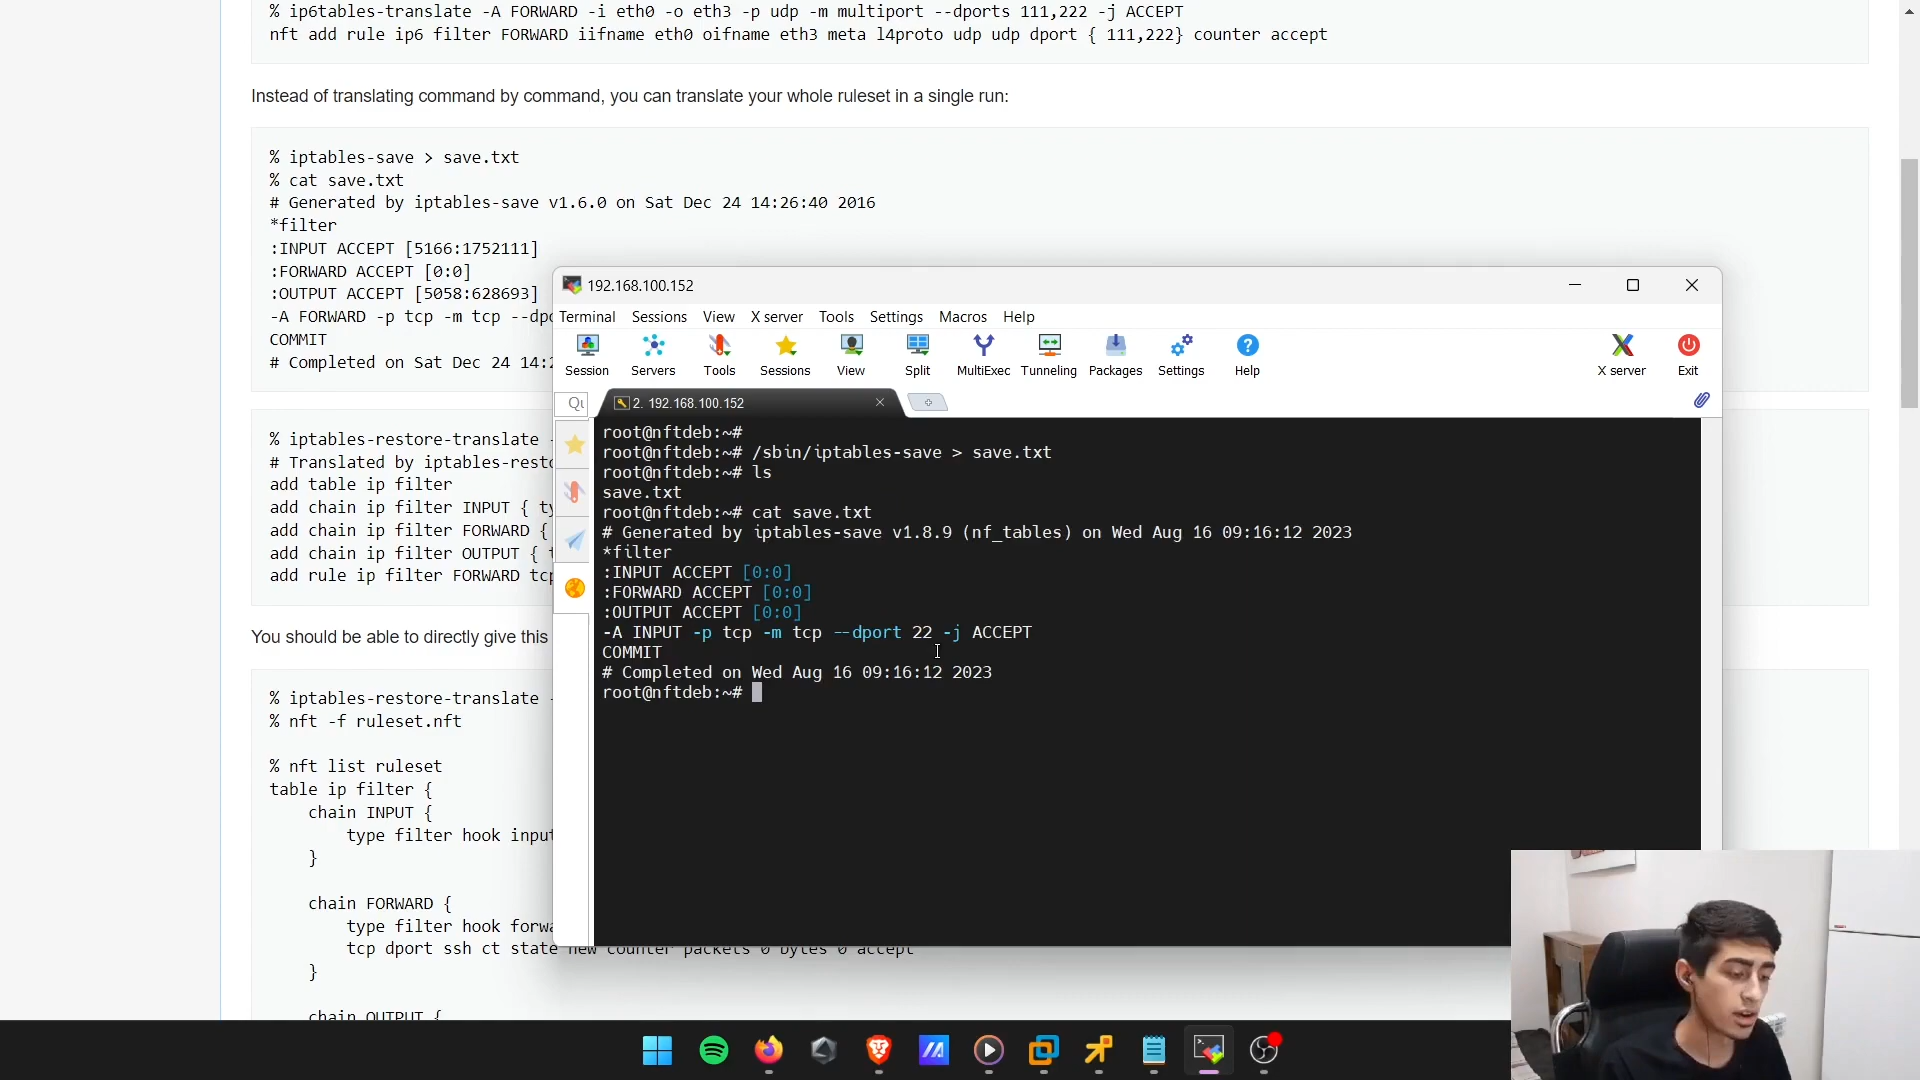 % ip6tables-translate -A FORWARD -i eth0 -o eth3 -p udp -m multiport --dports 111,222 -j ACCEPT
nft add rule ip6 filter FORWARD iifname eth0 oifname eth3 meta l4proto udp udp dport { 111,222} counter accept
Instead of translating command by command, you can translate your whole ruleset in a single run:
% iptables-save > save.txt
% cat save.txt
# Generated by iptables-save v1.6.0 on Sat Dec 24 14:26:40 2016
*filter
:INPUT ACCEPT [5166:1752111]
:FORWARD ACCEPT [0:0]
:OUTPUT ACCEPT [5058:628693]
-A FORWARD -p tcp -m tcp
COMMIT
# Completed on Sat Dec 24
% iptables-restore-translate
# Translated by
add table ip filter
add chain ip filter INPUT {
add chain ip filter FORWARD {
add chain ip filter OUTPUT {
add rule ip filter FORWARD
You should be able to directly give this
% iptables-restore-translate
% nft -f ruleset.nft
% nft list ruleset
table ip filter {
chain INPUT {
type filter hook
}
chain FORWARD {
type filter hook
tcp dport ssh ct state new counter packets 0 bytes 0 accept
}
chain OUTPUT {
192.168.100.152
Terminal Sessions View X server Tools Settings Macros Help
Session Servers Tools Sessions View Split MultiExec Tunneling Packages Settings Help X server Exit
2. 192.168.100.152
root@nftdeb:~#
root@nftdeb:~# /sbin/iptables-save > save.txt
root@nftdeb:~# ls
save.txt
root@nftdeb:~# cat save.txt
# Generated by iptables-save v1.8.9 (nf_tables) on Wed Aug 16 09:16:12 2023
*filter
:INPUT ACCEPT [0:0]
:FORWARD ACCEPT [0:0]
:OUTPUT ACCEPT [0:0]
-A INPUT -p tcp -m tcp --dport 22 -j ACCEPT
COMMIT
# Completed on Wed Aug 16 09:16:12 2023
root@nftdeb:~#